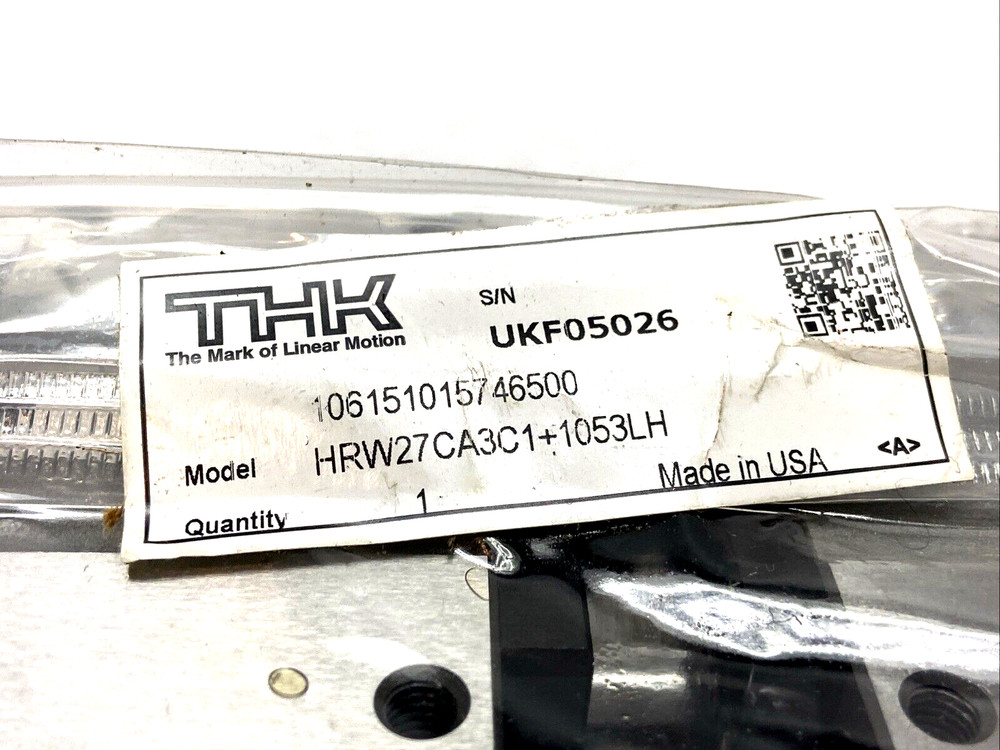 THK
The Mark of Linear Motion
S/N
UKF05026
106151015746500
Model HRW27CA3C1+1053LH
Made in USA <A>
Quantity 1